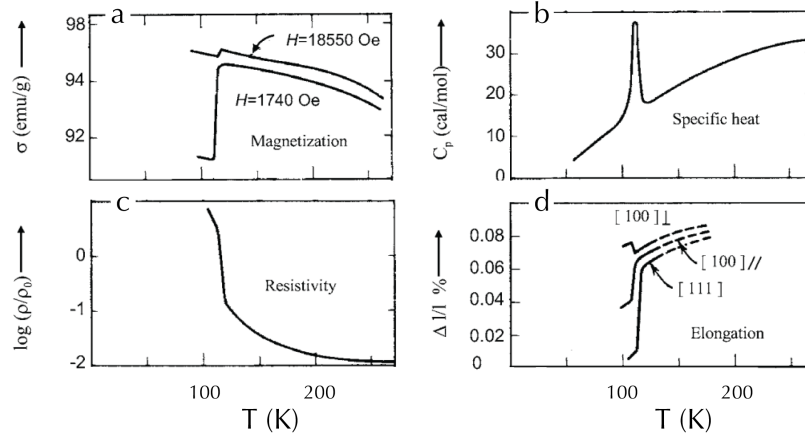 a
98
94
92
σ (emu/g)
H=18550 Oe
H=1740 Oe
Magnetization
b
30
20
10
0
Cp (cal/mol)
Specific heat
c
0
-1
-2
log (ρ/ρ0)
Resistivity
100
200
T (K)
d
0.08
0.06
0.04
0.02
0
Δ l/l %
[100]⊥
[100]//
[111]
Elongation
100
200
T (K)